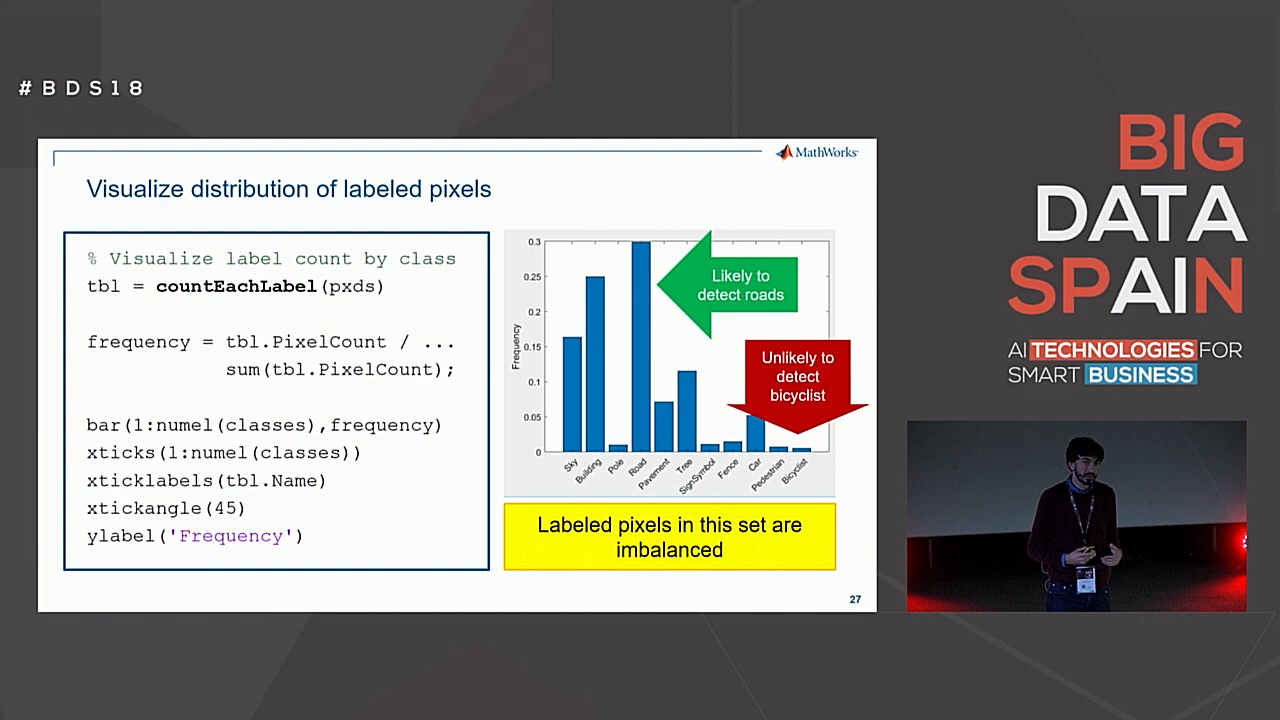 #BDS18
MathWorks
Visualize distribution of labeled pixels
% Visualize label count by class
tbl = countEachLabel(pxds)
frequency = tbl.PixelCount / ...
sum(tbl.PixelCount);
bar(1:numel(classes),frequency)
xticks(1:numel(classes))
xticklabels(tbl.Name)
xtickangle(45)
ylabel('Frequency')
0.3
0.25
0.2
0.15
0.1
0.05
0
Frequency
Sky
Building
Pole
Road
Pavement
Tree
SignSymbol
Fence
Car
Pedestrian
Bicyclist
Likely to
detect roads
Unlikely to
detect
bicyclist
Labeled pixels in this set are
imbalanced
27
BIG
DATA
SPAIN
AI TECHNOLOGIES FOR
SMART BUSINESS